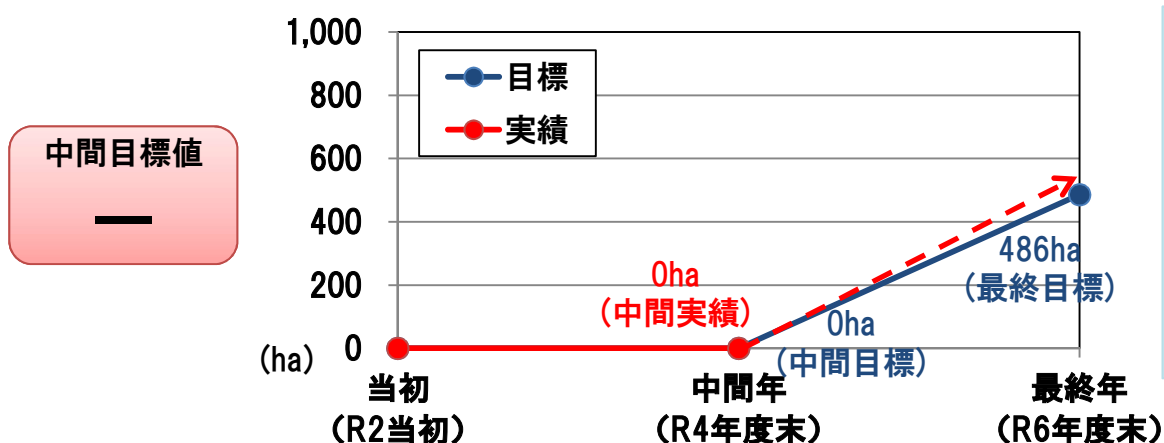 中間目標値
―
1,000
800
600
400
200
0
(ha)
目標
実績
0ha
(中間実績)
0ha
(中間目標)
486ha
(最終目標)
当初
(R2当初)
中間年
(R4年度末)
最終年
(R6年度末)